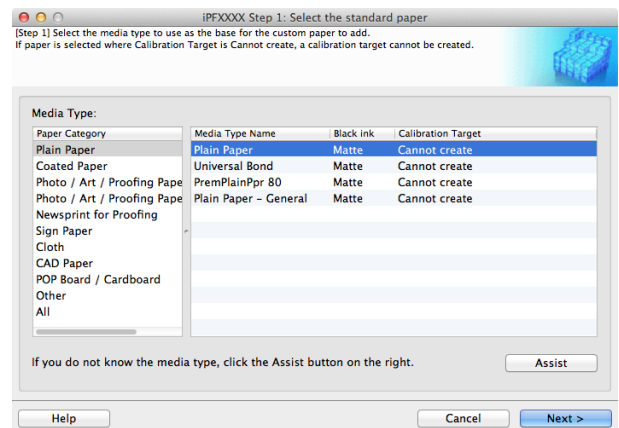 iPFXXXX Step 1: Select the standard paper
[Step 1] Select the media type to use as the base for the custom paper to add.
If paper is selected where Calibration Target is Cannot create, a calibration target cannot be created.
Media Type:
Paper Category Media Type Name Black ink Calibration Target
Plain Paper Plain Paper Matte Cannot create
Coated Paper Universal Bond Matte Cannot create
Photo / Art / Proofing Pape PremPlainPpr 80 Matte Cannot create
Photo / Art / Proofing Pape Plain Paper - General Matte Cannot create
Newsprint for Proofing
Sign Paper
Cloth
CAD Paper
POP Board / Cardboard
Other
All
If you do not know the media type, click the Assist button on the right. Assist
Help Cancel Next >